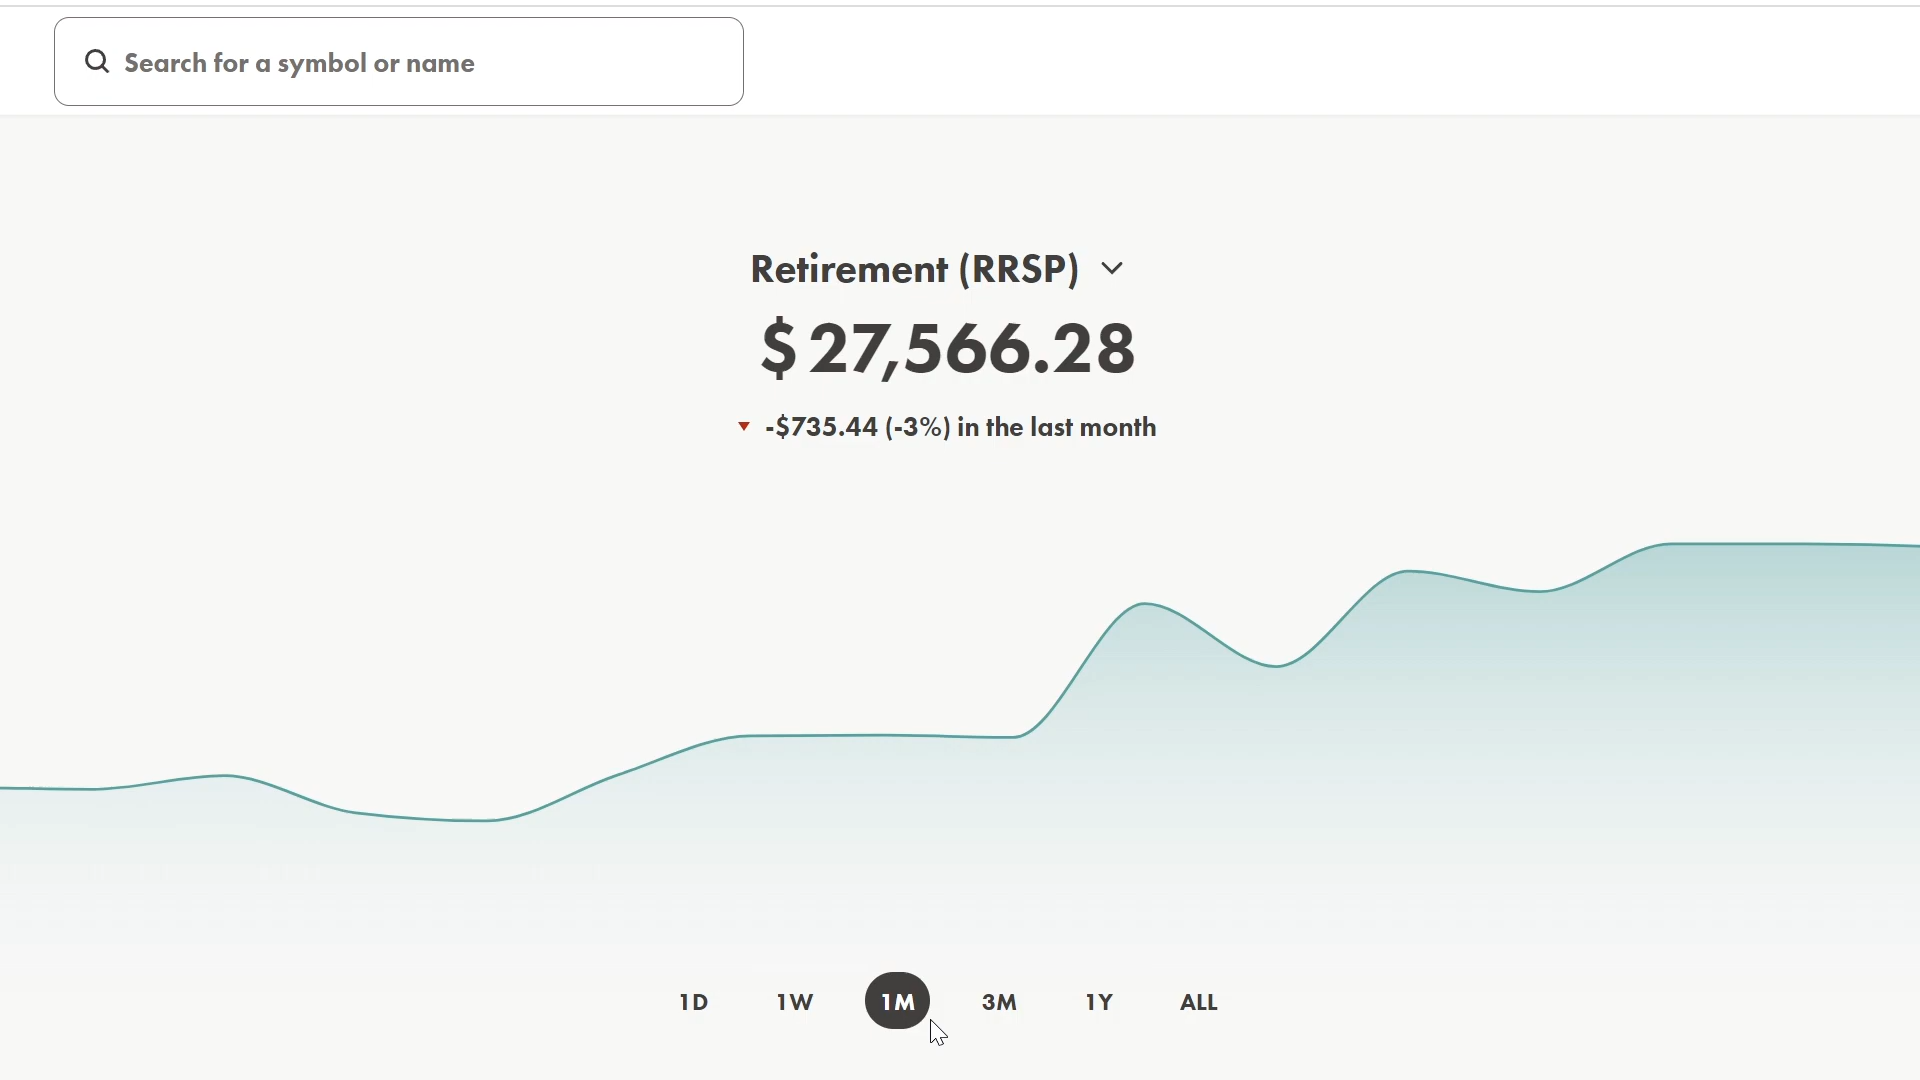 Search for a symbol or name
Retirement (RRSP)
$27,566.28
-$735.44 (-3%) in the last month
1D 1W 1M 3M 1Y ALL